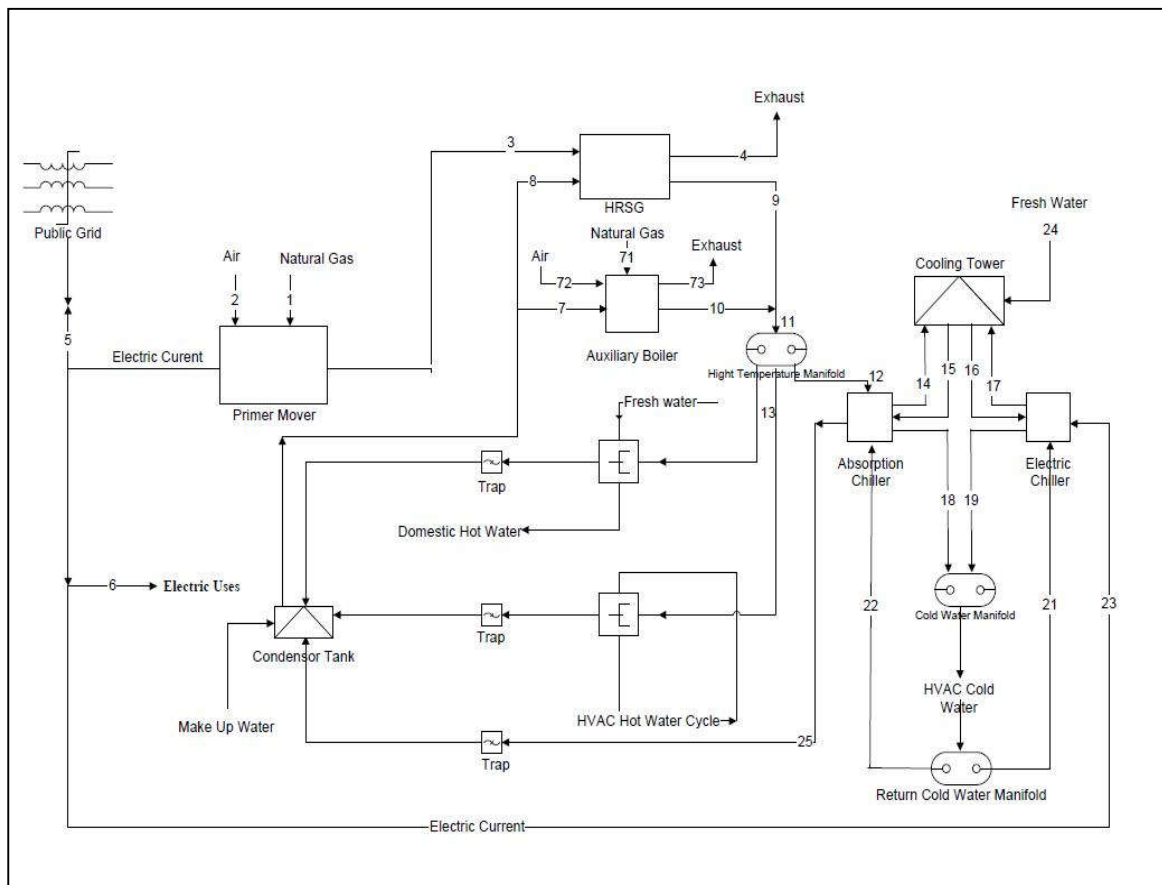 Exhaust
3
4
8
9
HRSG
Public Grid
Fresh Water
24
Natural Gas
71
Exhaust
Air
72
73
Cooling Tower
Air
Natural Gas
2
1
7
10
11
5
Electric Curent
Auxiliary Boiler
Hight Temperature Manifold
12
14
15
16
17
Primer Mover
Fresh water
13
Absorption
Chiller
Electric
Chiller
Trap
18
19
Domestic Hot Water
6
Electric Uses
22
21
23
Cold Water Manifold
Trap
Condensor Tank
HVAC Cold
Water
Make Up Water
HVAC Hot Water Cycle
25
Trap
Return Cold Water Manifold
Electric Current